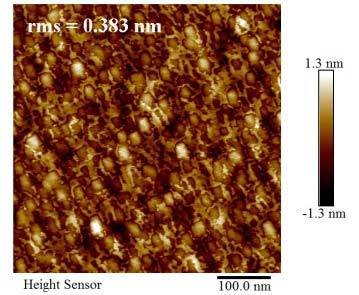 rms = 0.383 nm
1.3 nm
-1.3 nm
Height Sensor
100.0 nm